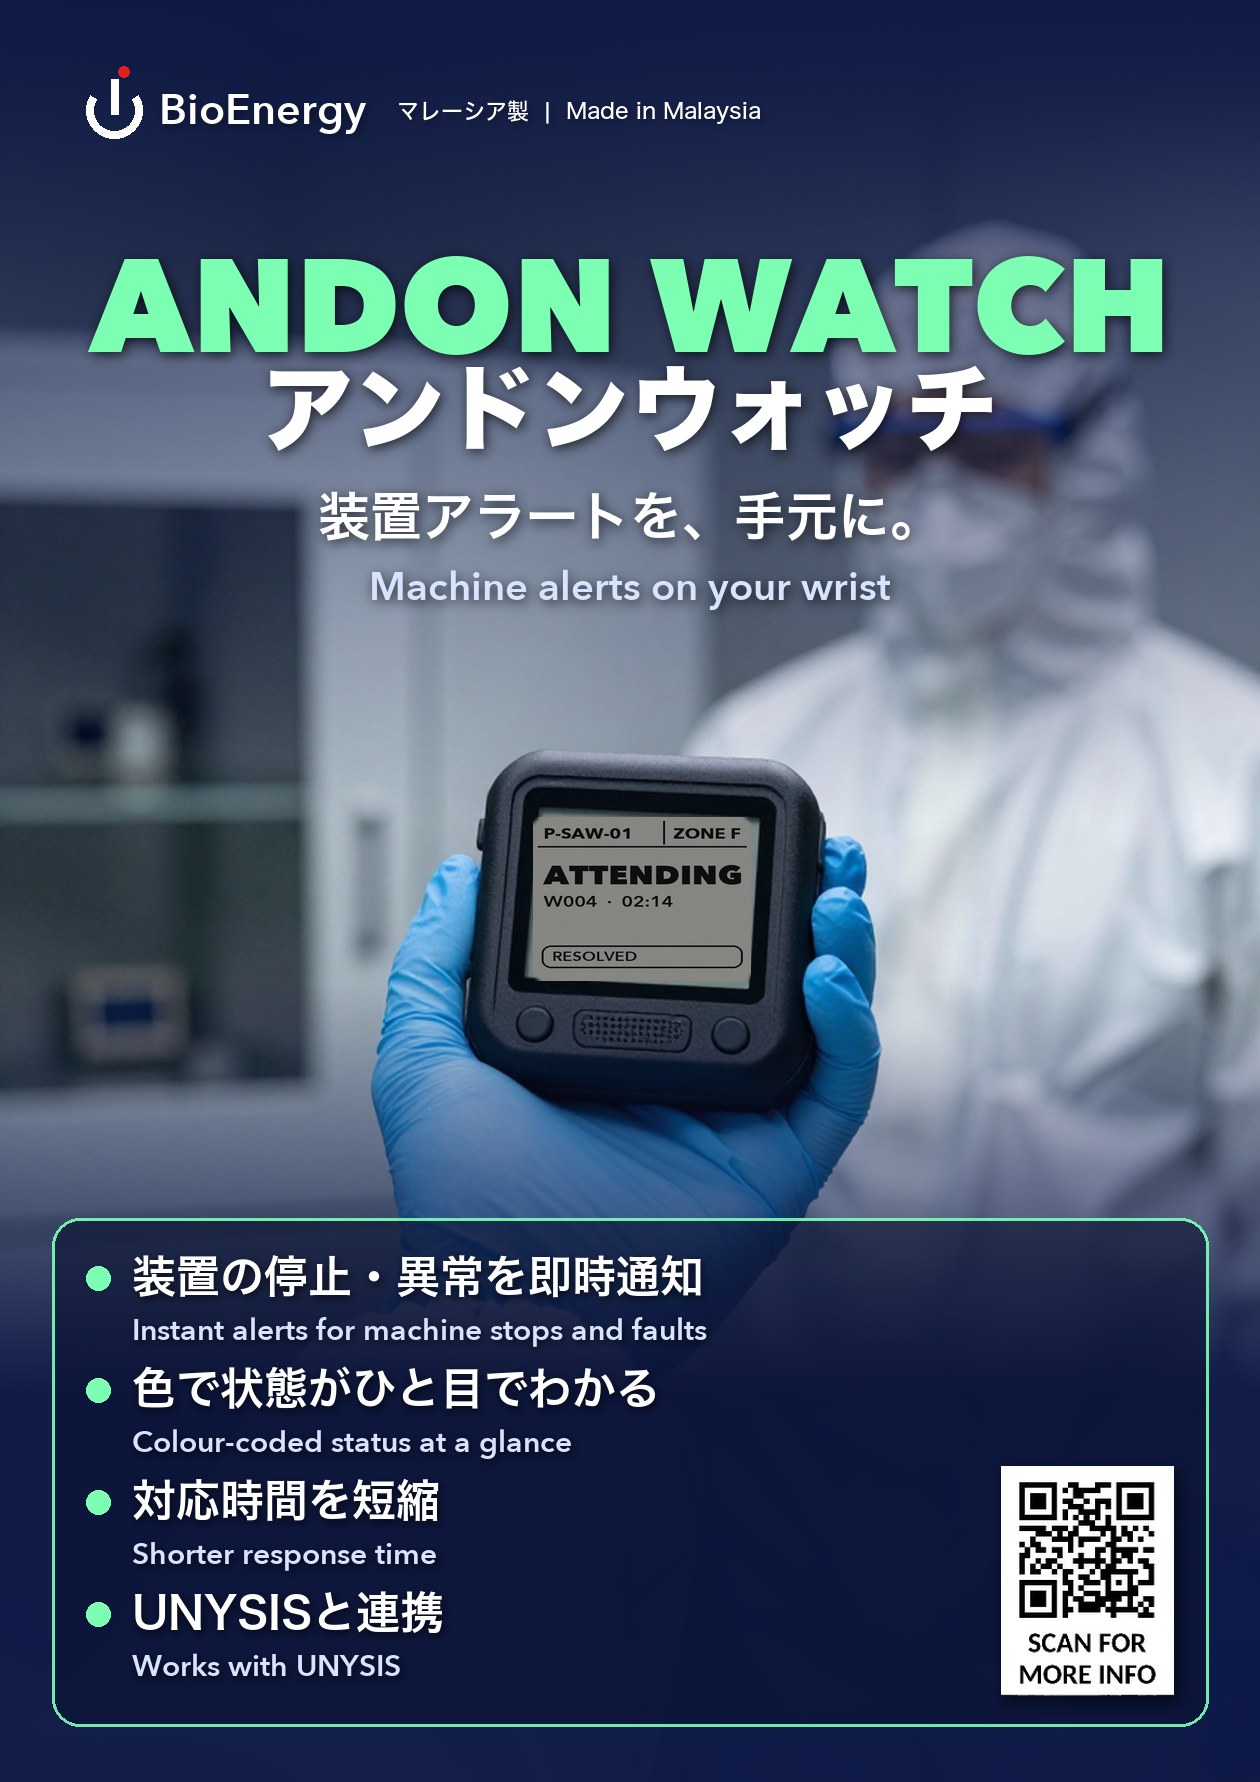 BioEnergy マレーシア製 | Made in Malaysia
ANDON WATCH
アンドンウォッチ
装置アラートを、手元に。
Machine alerts on your wrist
P-SAW-01 | ZONE F
ATTENDING
W004 · 02:14
RESOLVED
装置の停止・異常を即時通知
Instant alerts for machine stops and faults
色で状態がひと目でわかる
Colour-coded status at a glance
対応時間を短縮
Shorter response time
UNYSISと連携
Works with UNYSIS
SCAN FOR
MORE INFO